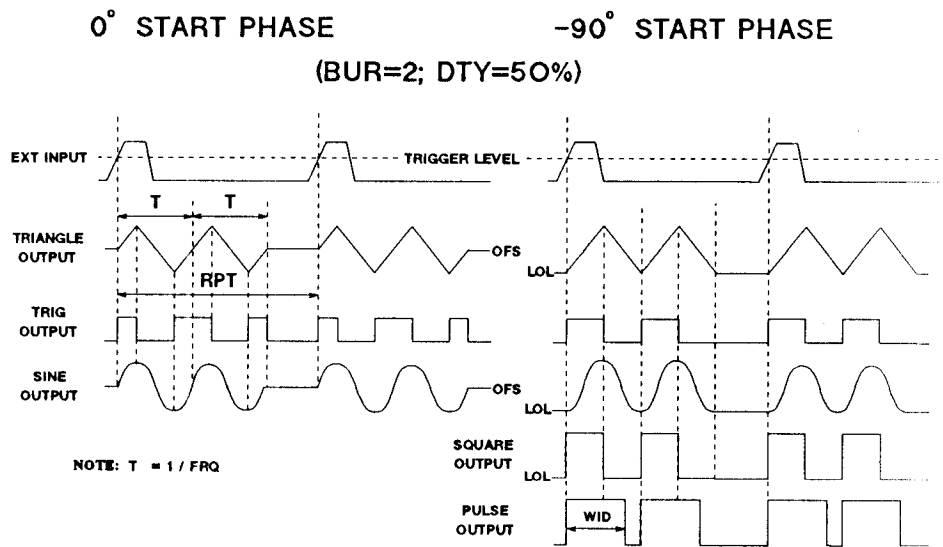 0° START PHASE
-90° START PHASE
(BUR=2; DTY=50%)
EXT INPUT
TRIGGER LEVEL
T
T
TRIANGLE
OUTPUT
OFS
LOL
RPT
TRIG
OUTPUT
SINE
OUTPUT
OFS
LOL
SQUARE
OUTPUT
LOL
NOTE: T = 1 / FRQ
PULSE
OUTPUT
WID